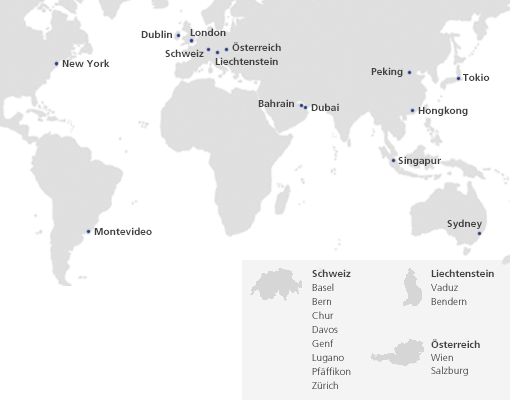 Dublin
London
Schweiz
Österreich
Liechtenstein
New York
Peking
Tokio
Bahrain
Dubai
Hongkong
Singapur
Sydney
Montevideo
Schweiz
Basel
Bern
Chur
Davos
Genf
Lugano
Pfäffikon
Zürich
Liechtenstein
Vaduz
Bendern
Österreich
Wien
Salzburg